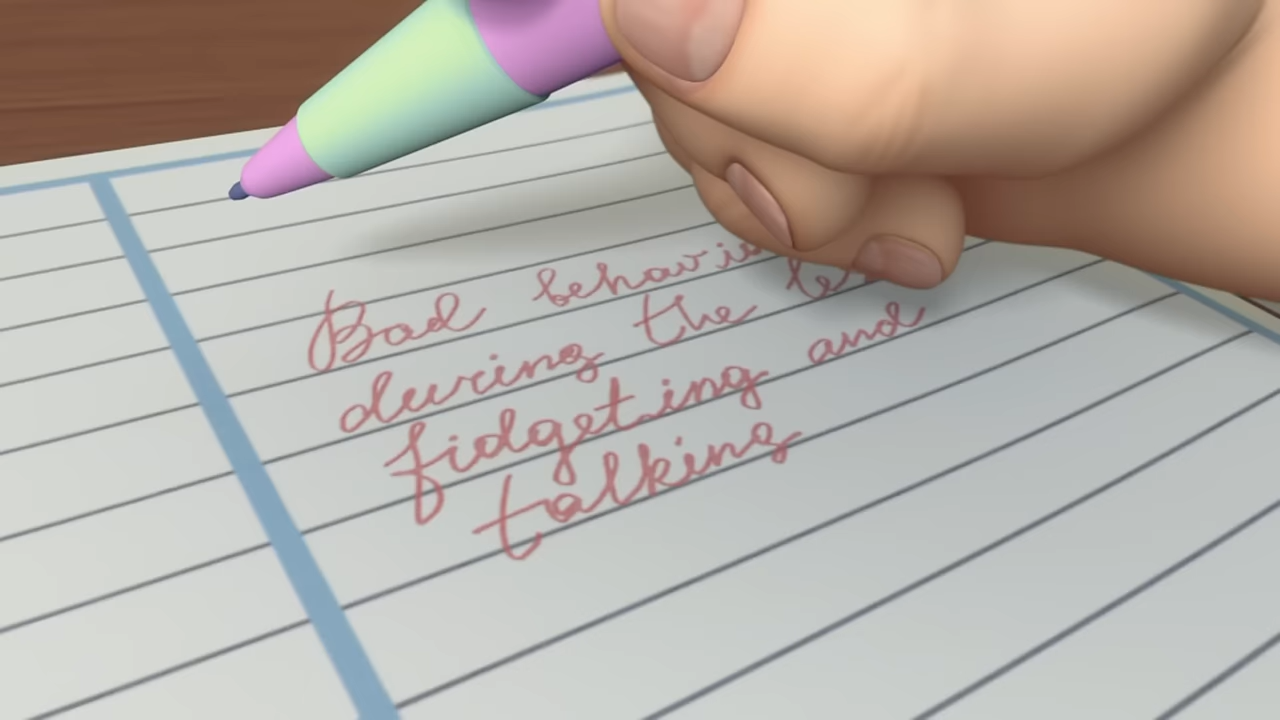 Bad
during the
fidgeting and
talking